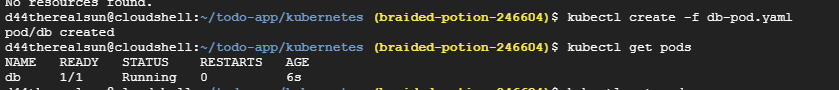 No resources found.
d44therealsun@cloudshell:~/todo-app/kubernetes (braided-potion-246604)$ kubectl create -f db-pod.yaml
pod/db created
d44therealsun@cloudshell:~/todo-app/kubernetes (braided-potion-246604)$ kubectl get pods
NAME READY STATUS RESTARTS AGE
db 1/1 Running 0 6s